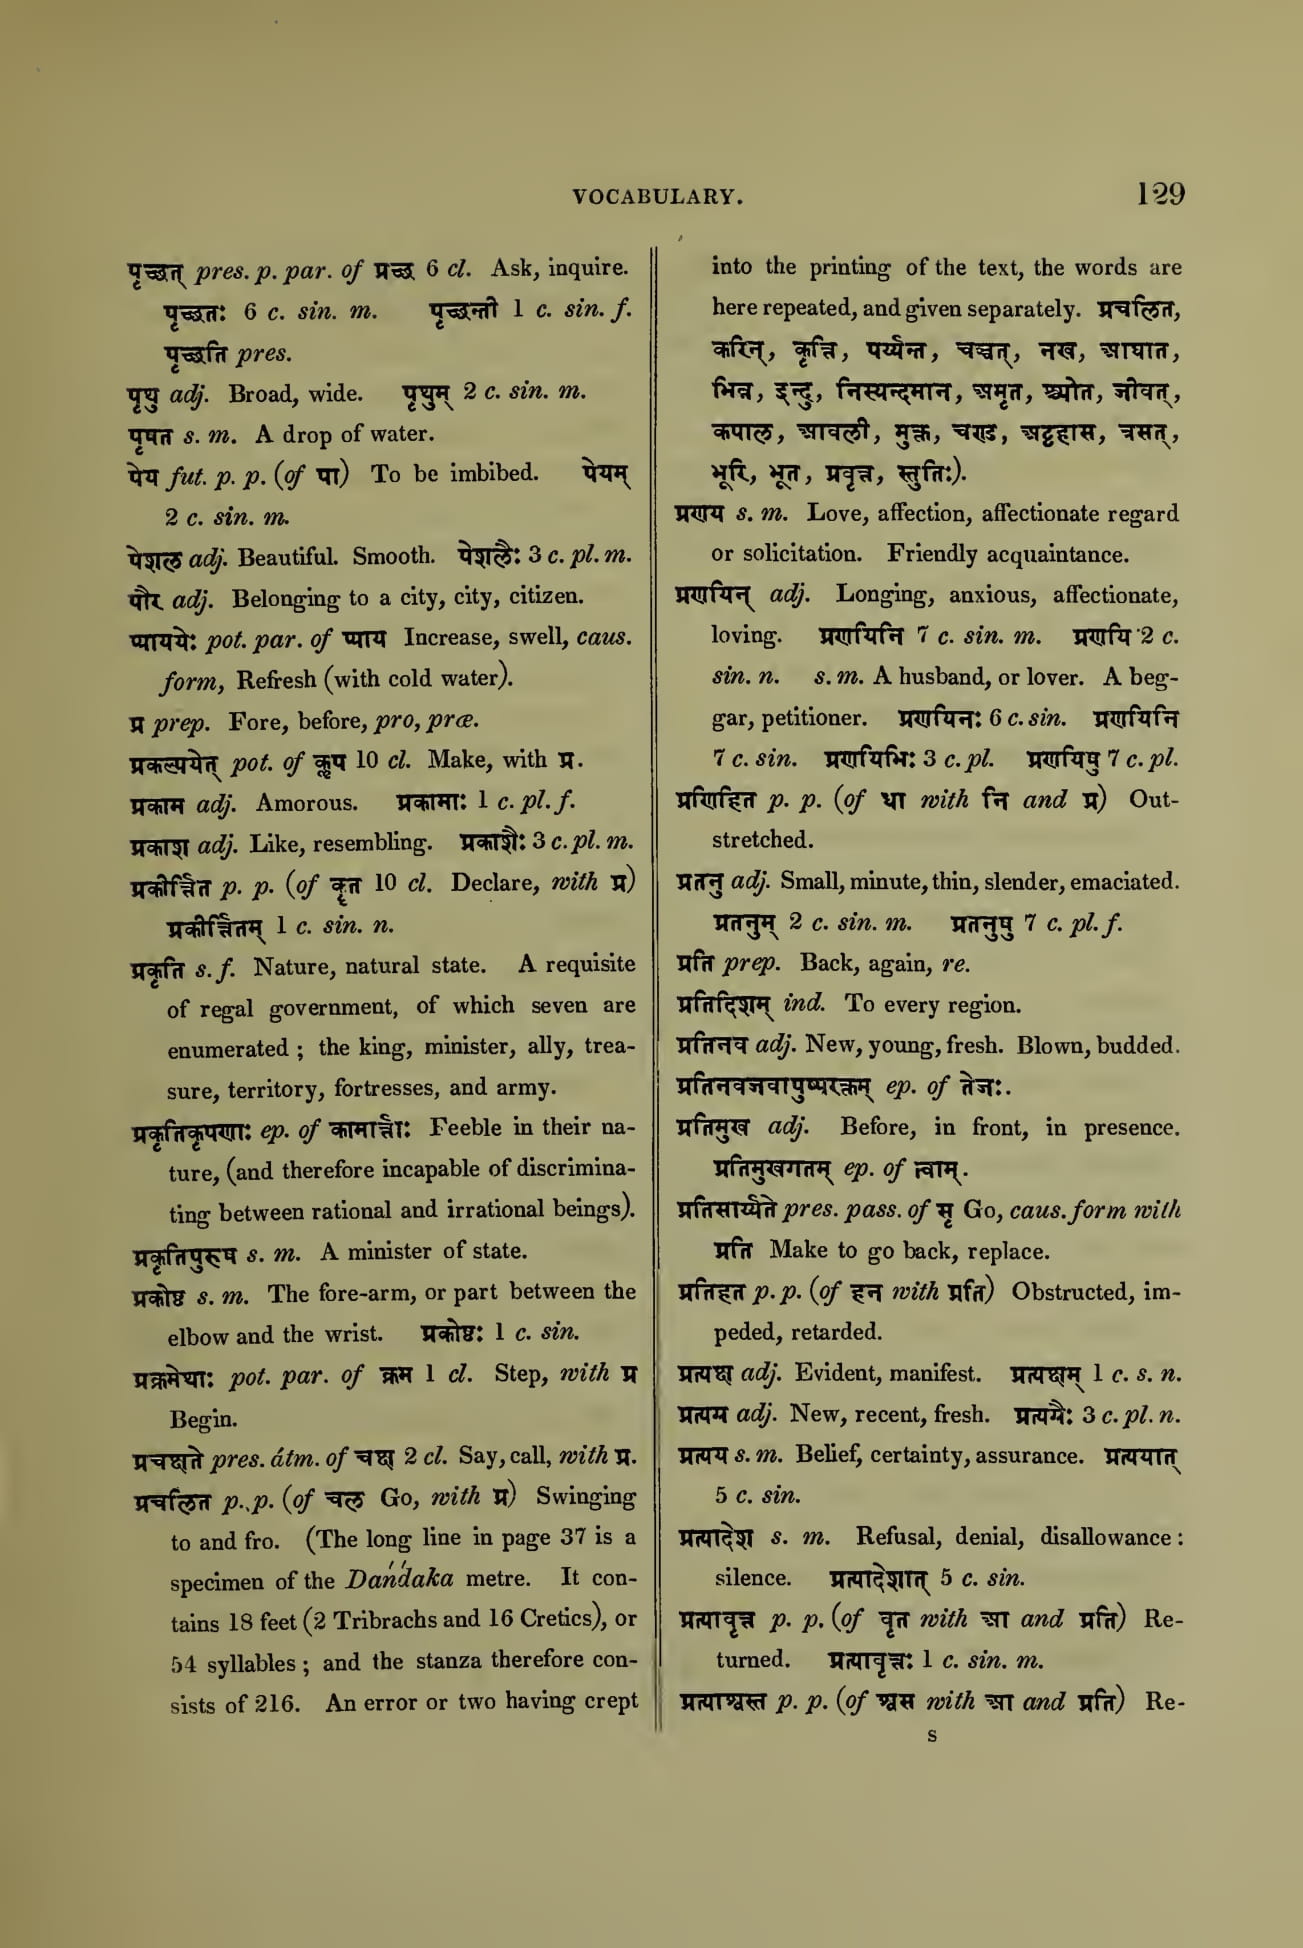 VOCABULARY.
129
पृच्छत् pres. p. par. of प्रच्छ 6 cl. Ask, inquire.
पृच्छतः 6 c. sin. m. पृच्छन्ती 1 c. sin. f.
पृच्छति pres.
पृथु adj. Broad, wide. पृथुम् 2 c. sin. m.
पृषत s. m. A drop of water.
पेय fut. p. p. (of पा) To be imbibed. पेयम्
2 c. sin. m.
पेशल adj. Beautiful. Smooth. पेशलैः 3 c. pl. m.
पौर adj. Belonging to a city, city, citizen.
प्यायये: pot. par. of प्याय Increase, swell, caus.
form, Refresh (with cold water).
प्र prep. Fore, before, pro, præ.
प्रकल्पयेत् pot. of कॢप 10 cl. Make, with प्र.
प्रकाम adj. Amorous. प्रकामाः 1 c. pl. f.
प्रकाश adj. Like, resembling. प्रकाशैः 3 c. pl. m.
प्रकीर्त्तित p. p. (of कॄत 10 cl. Declare, with प्र)
प्रकीर्त्तितम् 1 c. sin. n.
प्रकृति s. f. Nature, natural state. A requisite
of regal government, of which seven are
enumerated ; the king, minister, ally, trea-
sure, territory, fortresses, and army.
प्रकृतिकृपणाः ep. of कामार्त्ताः Feeble in their na-
ture, (and therefore incapable of discrimina-
ting between rational and irrational beings).
प्रकृतिपुरुष s. m. A minister of state.
प्रकोष्ठ s. m. The fore-arm, or part between the
elbow and the wrist. प्रकोष्ठः 1 c. sin.
प्रक्रमेथाः pot. par. of क्रम 1 cl. Step, with प्र
Begin.
प्रचक्षते pres. átm. of चक्ष 2 cl. Say, call, with प्र.
प्रचलित p. p. (of चल Go, with प्र) Swinging
to and fro. (The long line in page 37 is a
specimen of the Dańd́aka metre. It con-
tains 18 feet (2 Tribrachs and 16 Cretics), or
54 syllables ; and the stanza therefore con-
sists of 216. An error or two having crept
into the printing of the text, the words are
here repeated, and given separately. प्रचलित,
करिन्, कृत्ति, पर्य्यन्त, चञ्चत्, नख, आघात,
भिन्न, इन्दु, निस्यन्दमान, अमृत, श्च्योत, जीवत्,
कपाल, आवली, मुक्त, चण्ड, अट्टहास, त्रसत्,
भूरि, भूत, प्रवृत्त, स्तुतिः).
प्रणय s. m. Love, affection, affectionate regard
or solicitation. Friendly acquaintance.
प्रणयिन् adj. Longing, anxious, affectionate,
loving. प्रणयिनि 7 c. sin. m. प्रणयि 2 c.
sin. n. s. m. A husband, or lover. A beg-
gar, petitioner. प्रणयिनः 6 c. sin. प्रणयिनि
7 c. sin. प्रणयिभिः 3 c. pl. प्रणयिषु 7 c. pl.
प्रणिहित p. p. (of धा with नि and प्र) Out-
stretched.
प्रतनु adj. Small, minute, thin, slender, emaciated.
प्रतनुम् 2 c. sin. m. प्रतनुषु 7 c. pl. f.
प्रति prep. Back, again, re.
प्रतिदिशम् ind. To every region.
प्रतिनव adj. New, young, fresh. Blown, budded.
प्रतिनवजवापुष्परक्तम् ep. of तेजः.
प्रतिमुख adj. Before, in front, in presence.
प्रतिमुखगतम् ep. of त्वाम्.
प्रतिसार्य्यते pres. pass. of सृ Go, caus. form with
प्रति Make to go back, replace.
प्रतिहत p. p. (of हन with प्रति) Obstructed, im-
peded, retarded.
प्रत्यक्ष adj. Evident, manifest. प्रत्यक्षम् 1 c. s. n.
प्रत्यग्र adj. New, recent, fresh. प्रत्यग्रैः 3 c. pl. n.
प्रत्यय s. m. Belief, certainty, assurance. प्रत्ययात्
5 c. sin.
प्रत्यादेश s. m. Refusal, denial, disallowance :
silence. प्रत्यादेशात् 5 c. sin.
प्रत्यावृत्त p. p. (of वृत with आ and प्रति) Re-
turned. प्रत्यावृत्तः 1 c. sin. m.
प्रत्याश्वस्त p. p. (of श्वस with आ and प्रति) Re-
S